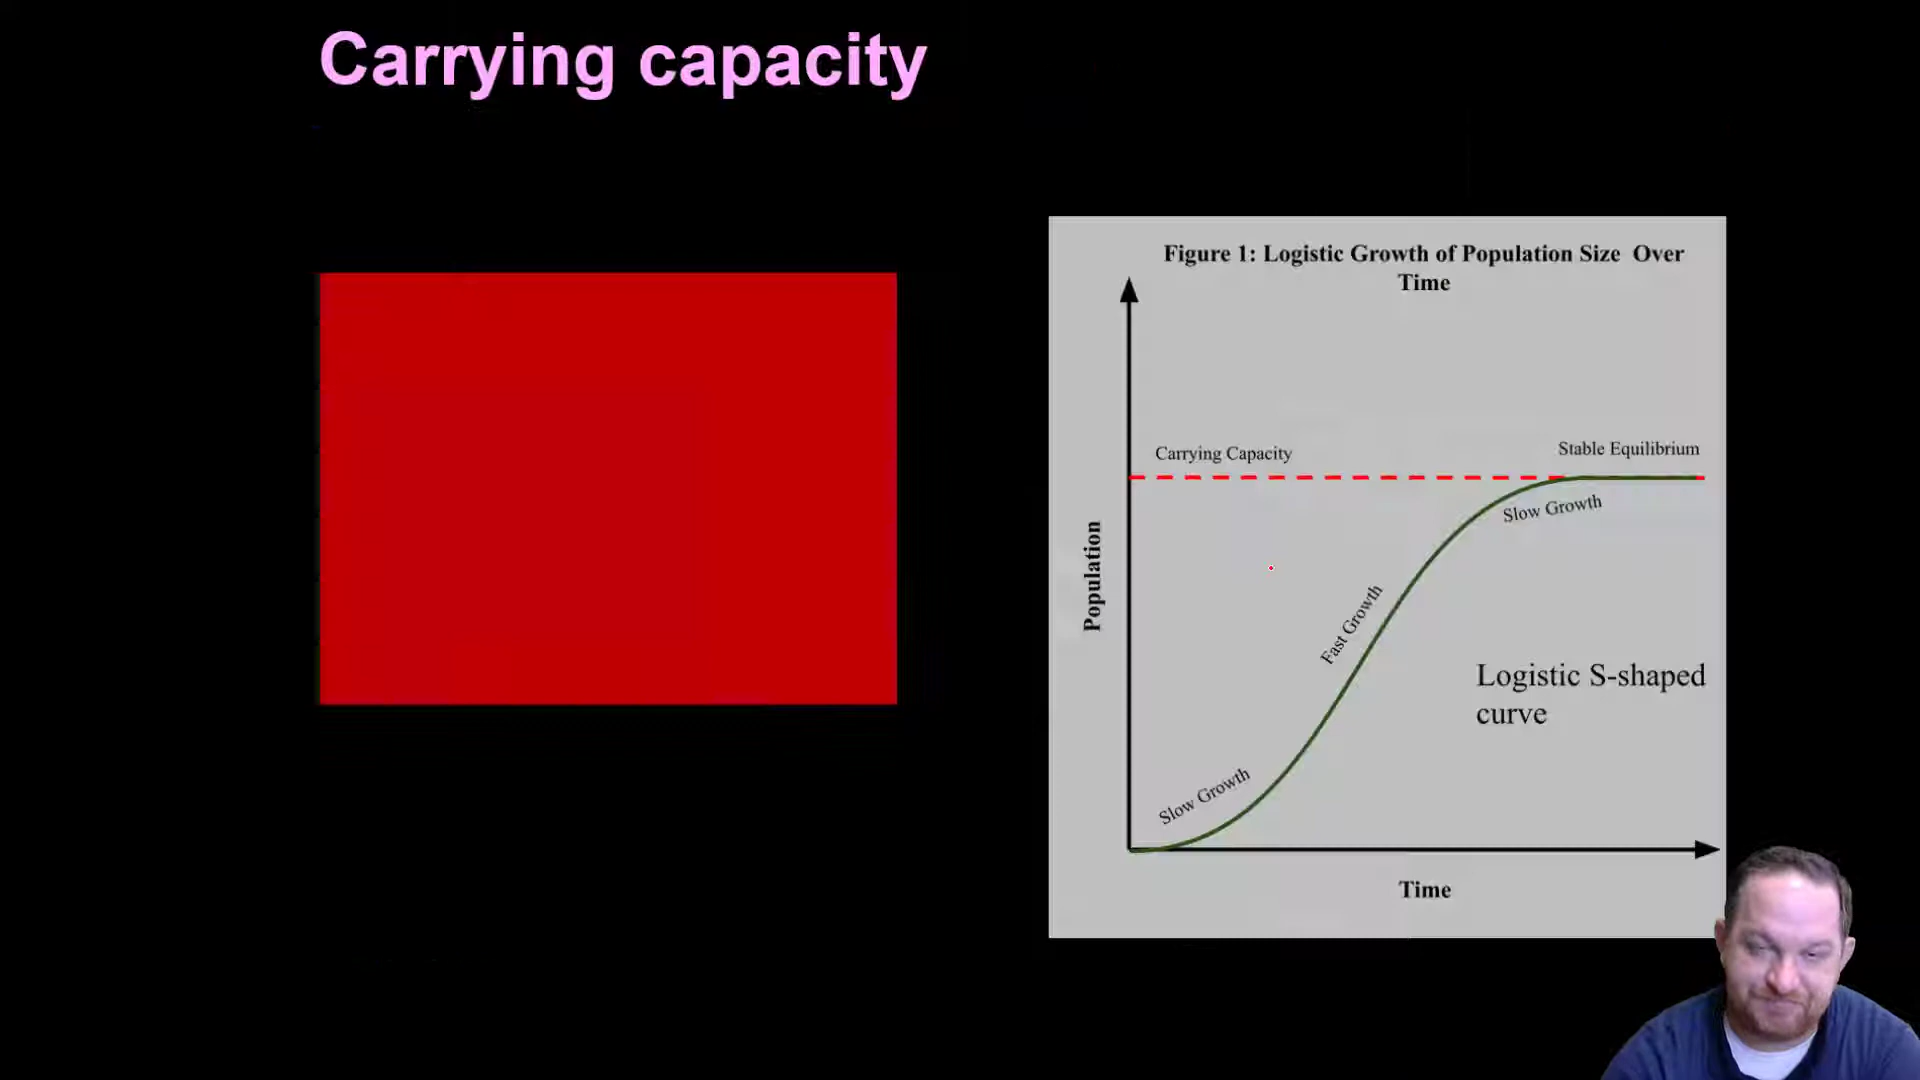 Carrying capacity
Figure 1: Logistic Growth of Population Size  Over
Time
Carrying Capacity
Stable Equilibrium
Slow Growth
Population
Fast Growth
Logistic S-shaped
curve
Slow Growth
Time